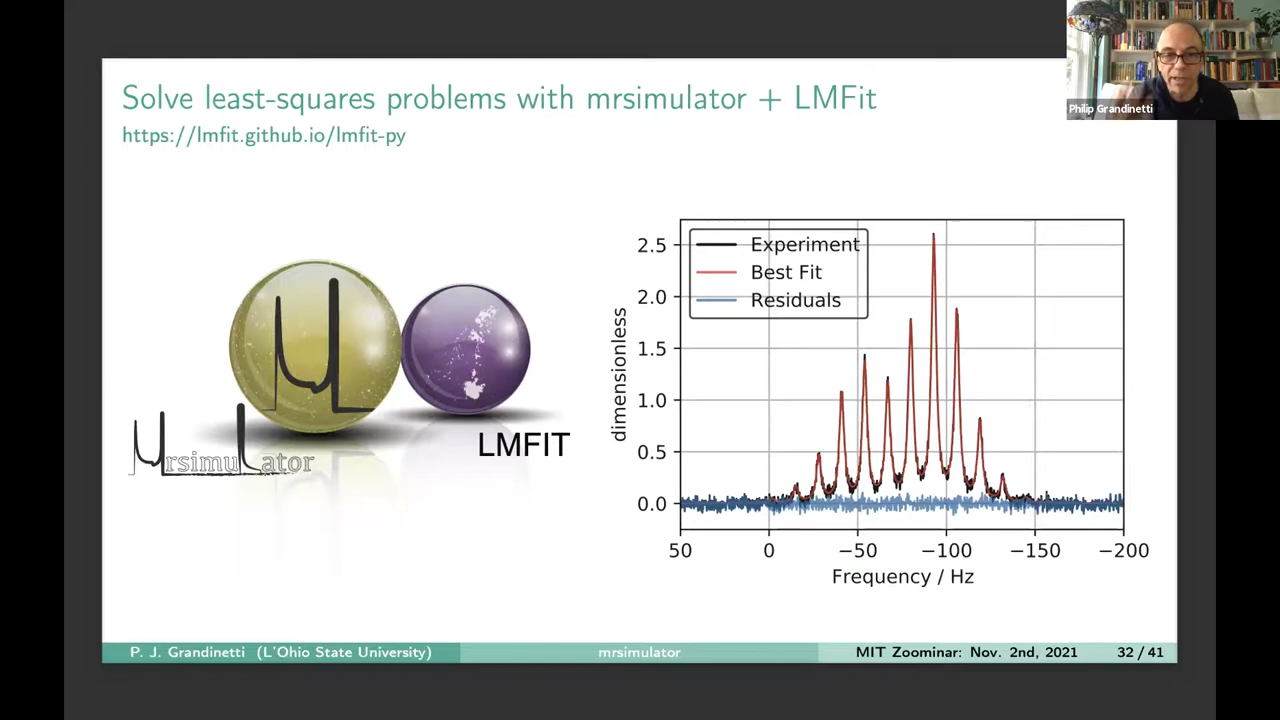 Solve least-squares problems with mrsimulator + LMFit
https://lmfit.github.io/lmfit-py
Philip Grandinetti
mrsimulator
LMFIT
Experiment
Best Fit
Residuals
dimensionless
2.5
2.0
1.5
1.0
0.5
0.0
50 0 −50 −100 −150 −200
Frequency / Hz
P. J. Grandinetti (L'Ohio State University) mrsimulator MIT Zoominar: Nov. 2nd, 2021 32 / 41